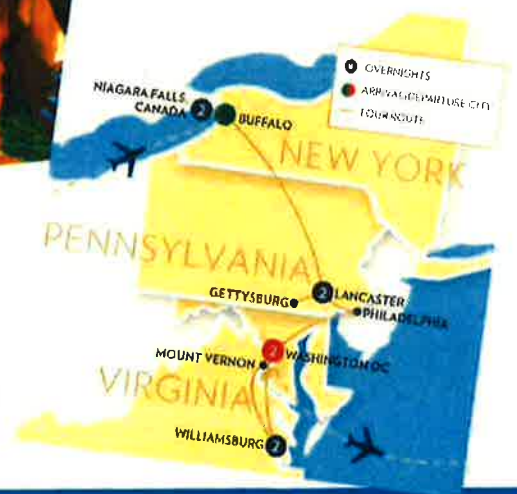 OVERNIGHTS
TOUR ROUTE
NIAGARA FALLS,
CANADA 2
BUFFALO
NEW YORK
PENNSYLVANIA
GETTYSBURG
2 LANCASTER
PHILADELPHIA
MOUNT VERNON
2 WASHINGTON DC
VIRGINIA
WILLIAMSBURG 2